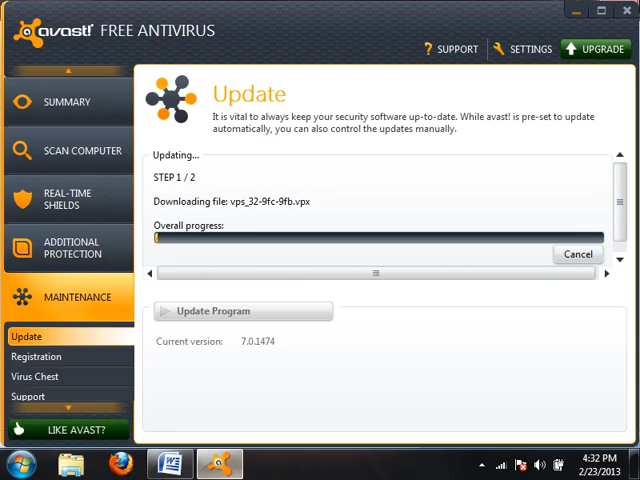 avast! FREE ANTIVIRUS
? SUPPORT
SETTINGS
UPGRADE
SUMMARY
SCAN COMPUTER
REAL-TIME
SHIELDS
ADDITIONAL
PROTECTION
MAINTENANCE
Update
Registration
Virus Chest
Support
LIKE AVAST?
Update
It is vital to always keep your security software up-to-date. While avast! is pre-set to update
automatically, you can also control the updates manually.
Updating...
STEP 1 / 2
Downloading file: vps_32-9fc-9fb.vpx
Overall progress:
Cancel
Update Program
Current version: 7.0.1474
W
4:32 PM
2/23/2013